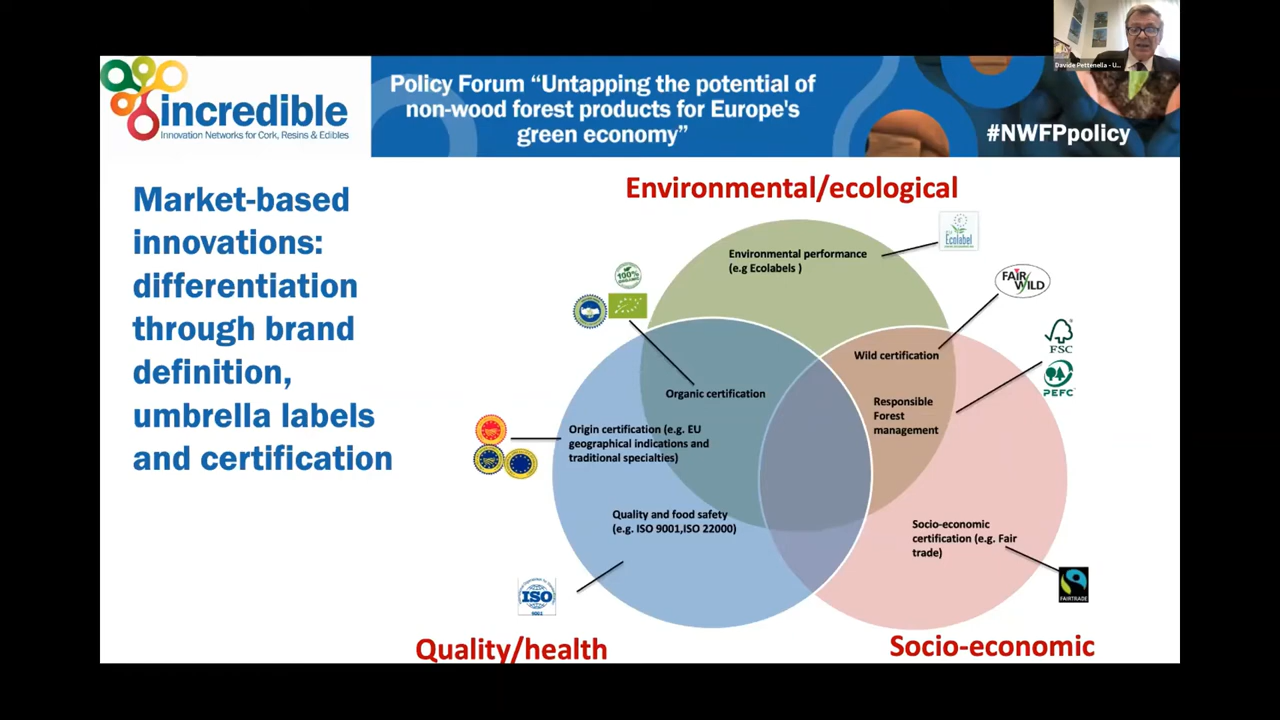 Davide Pettenella - U...
incredible
Innovation Networks for Cork, Resins & Edibles
Policy Forum “Untapping the potential of
non-wood forest products for Europe's
green economy”
#NWFPpolicy
Market-based
innovations:
differentiation
through brand
definition,
umbrella labels
and certification
Environmental/ecological
Environmental performance
(e.g Ecolabels )
Ecolabel
100%
FAIR
WILD
FSC
PEFC
Wild certification
Responsible
Forest
management
Organic certification
Origin certification (e.g. EU
geographical indications and
traditional specialties)
Quality and food safety
(e.g. ISO 9001,ISO 22000)
ISO
9001
Socio-economic
certification (e.g. Fair
trade)
FAIRTRADE
Quality/health
Socio-economic